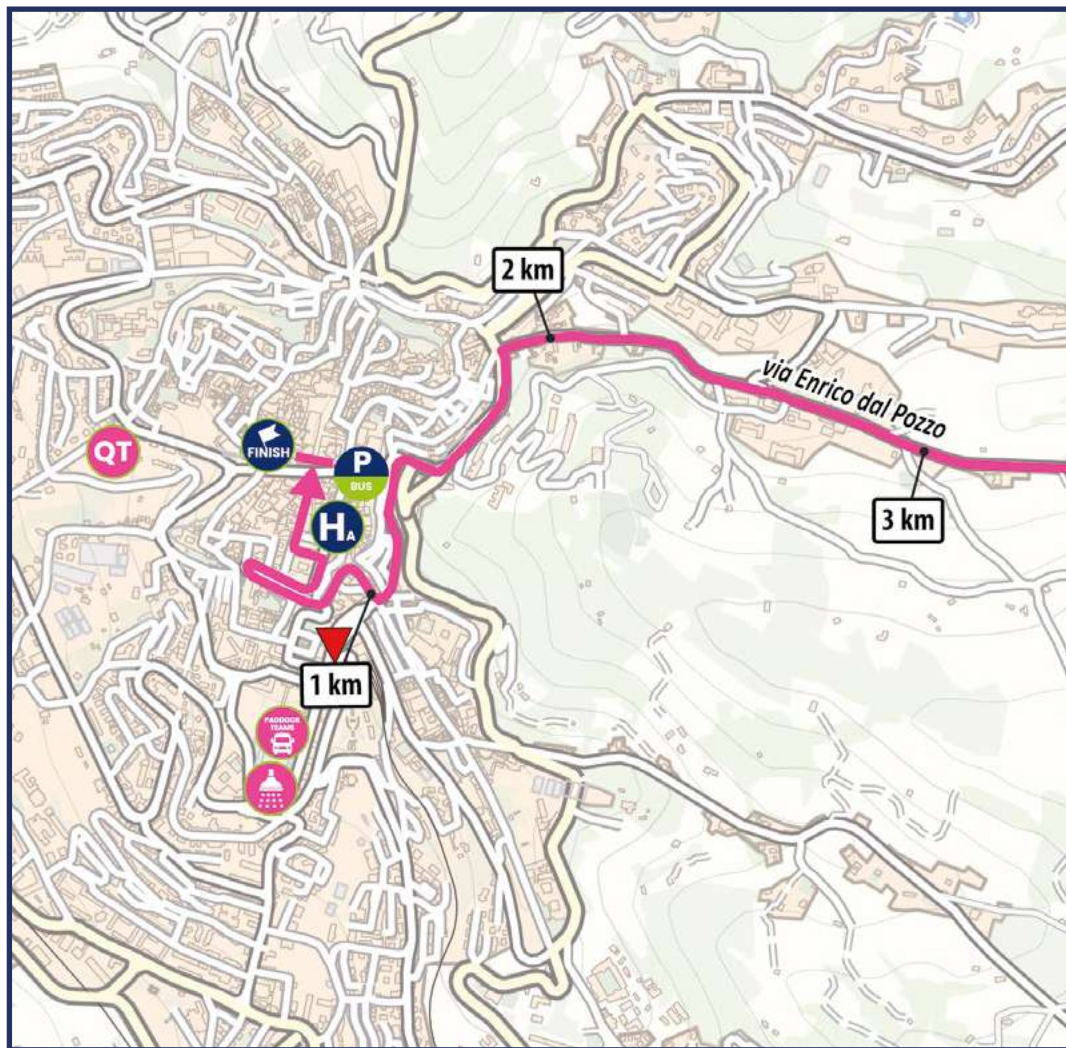 2 km
via Enrico dal Pozzo
QT
FINISH
P
BUS
HA
3 km
1 km
PADDOCK
TEAMS